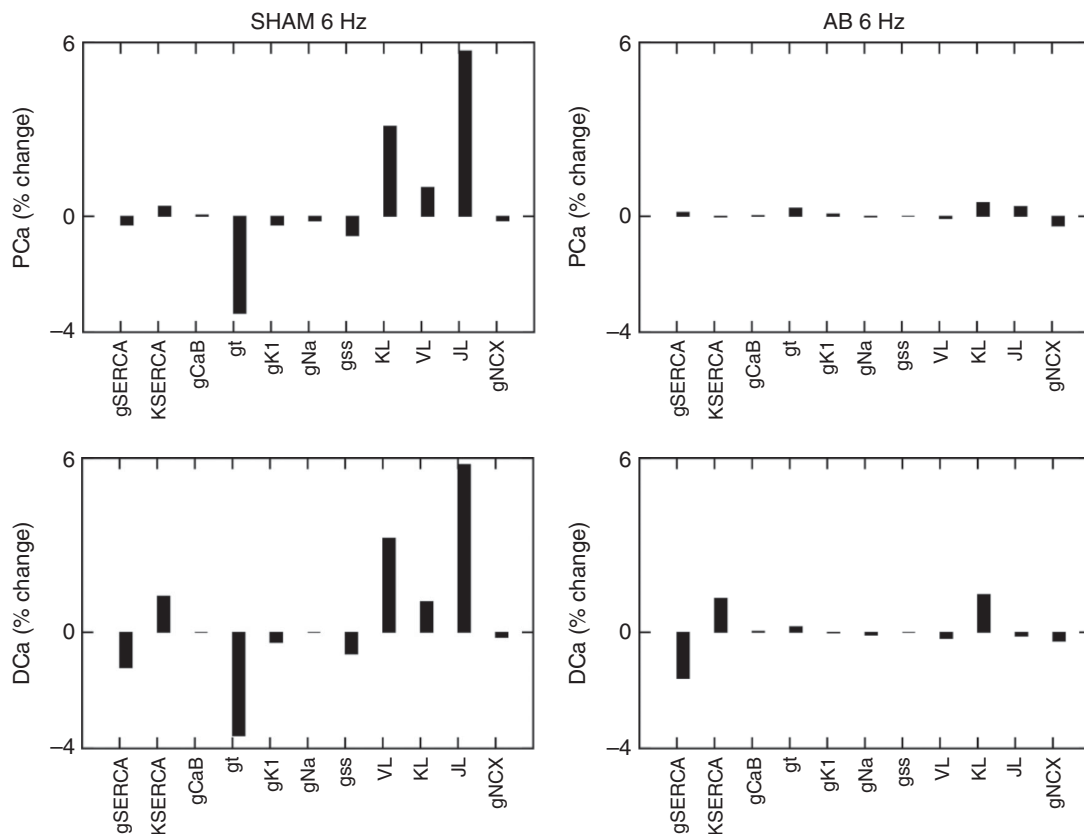 SHAM 6 Hz
AB 6 Hz
6
0
−4
PCa (% change)
gSERCA
KSERCA
gCaB
gt
gK1
gNa
gss
KL
VL
JL
gNCX
6
0
−4
PCa (% change)
gSERCA
KSERCA
gCaB
gt
gK1
gNa
gss
VL
KL
JL
gNCX
6
0
−4
DCa (% change)
gSERCA
KSERCA
gCaB
gt
gK1
gNa
gss
VL
KL
JL
gNCX
6
0
−4
DCa (% change)
gSERCA
KSERCA
gCaB
gt
gK1
gNa
gss
VL
KL
JL
gNCX